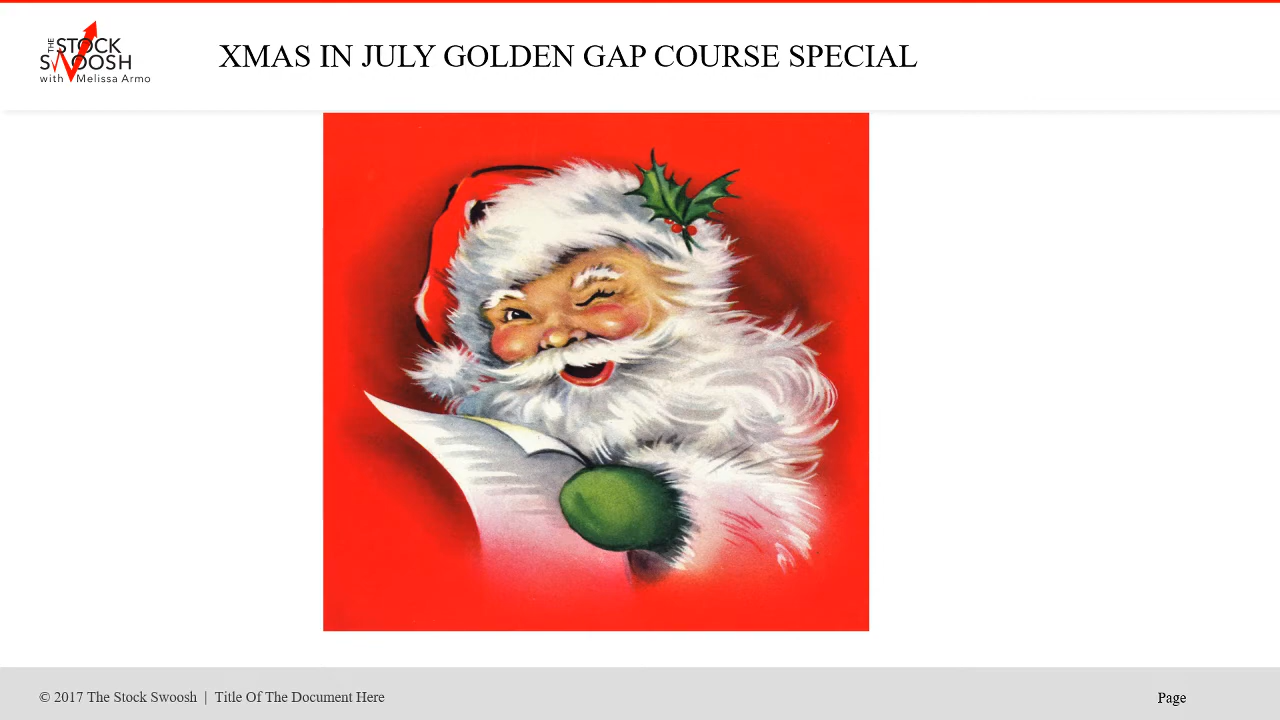 THE
STOCK
SWOOSH
with Melissa Armo
XMAS IN JULY GOLDEN GAP COURSE SPECIAL
© 2017 The Stock Swoosh | Title Of The Document Here
Page